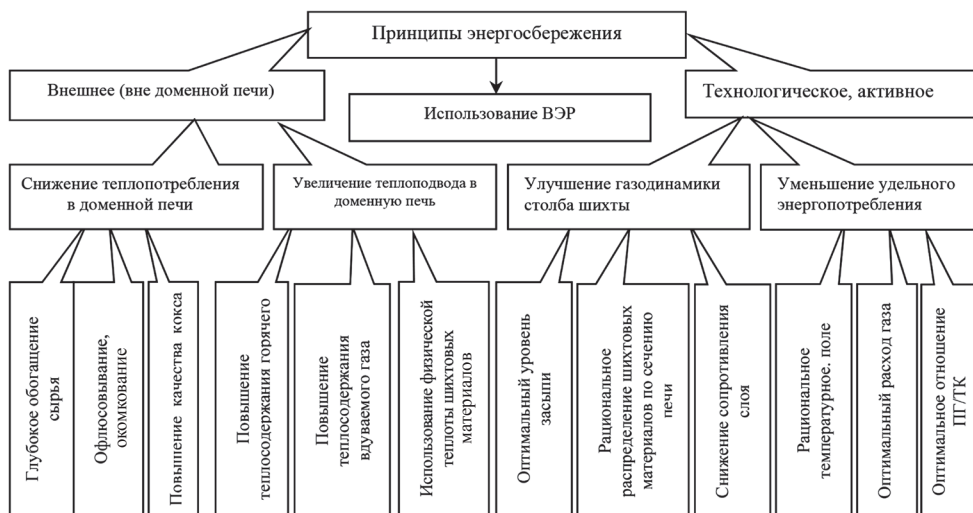 Принципы энергосбережения
Внешнее (вне доменной печи)
Использование ВЭР
Технологическое, активное
Снижение теплопотребления
в доменной печи
Увеличение теплоподвода в
доменную печь
Улучшение газодинамики
столба шихты
Уменьшение удельного
энергопотребления
Глубокое обогащение
сырья
Офлюсовывание,
окомкование
Повышение качества кокса
Повышение
теплосодержания горячего
Повышение
теплосодержания
вдуваемого газа
Использование физической
теплоты шихтовых
материалов
Оптимальный уровень
засыпи
Рациональное
распределение шихтовых
материалов по сечению
печи
Снижение сопротивления
слоя
Рациональное
температурное. поле
Оптимальный расход газа
Оптимальное отношение
ПГ/ТК